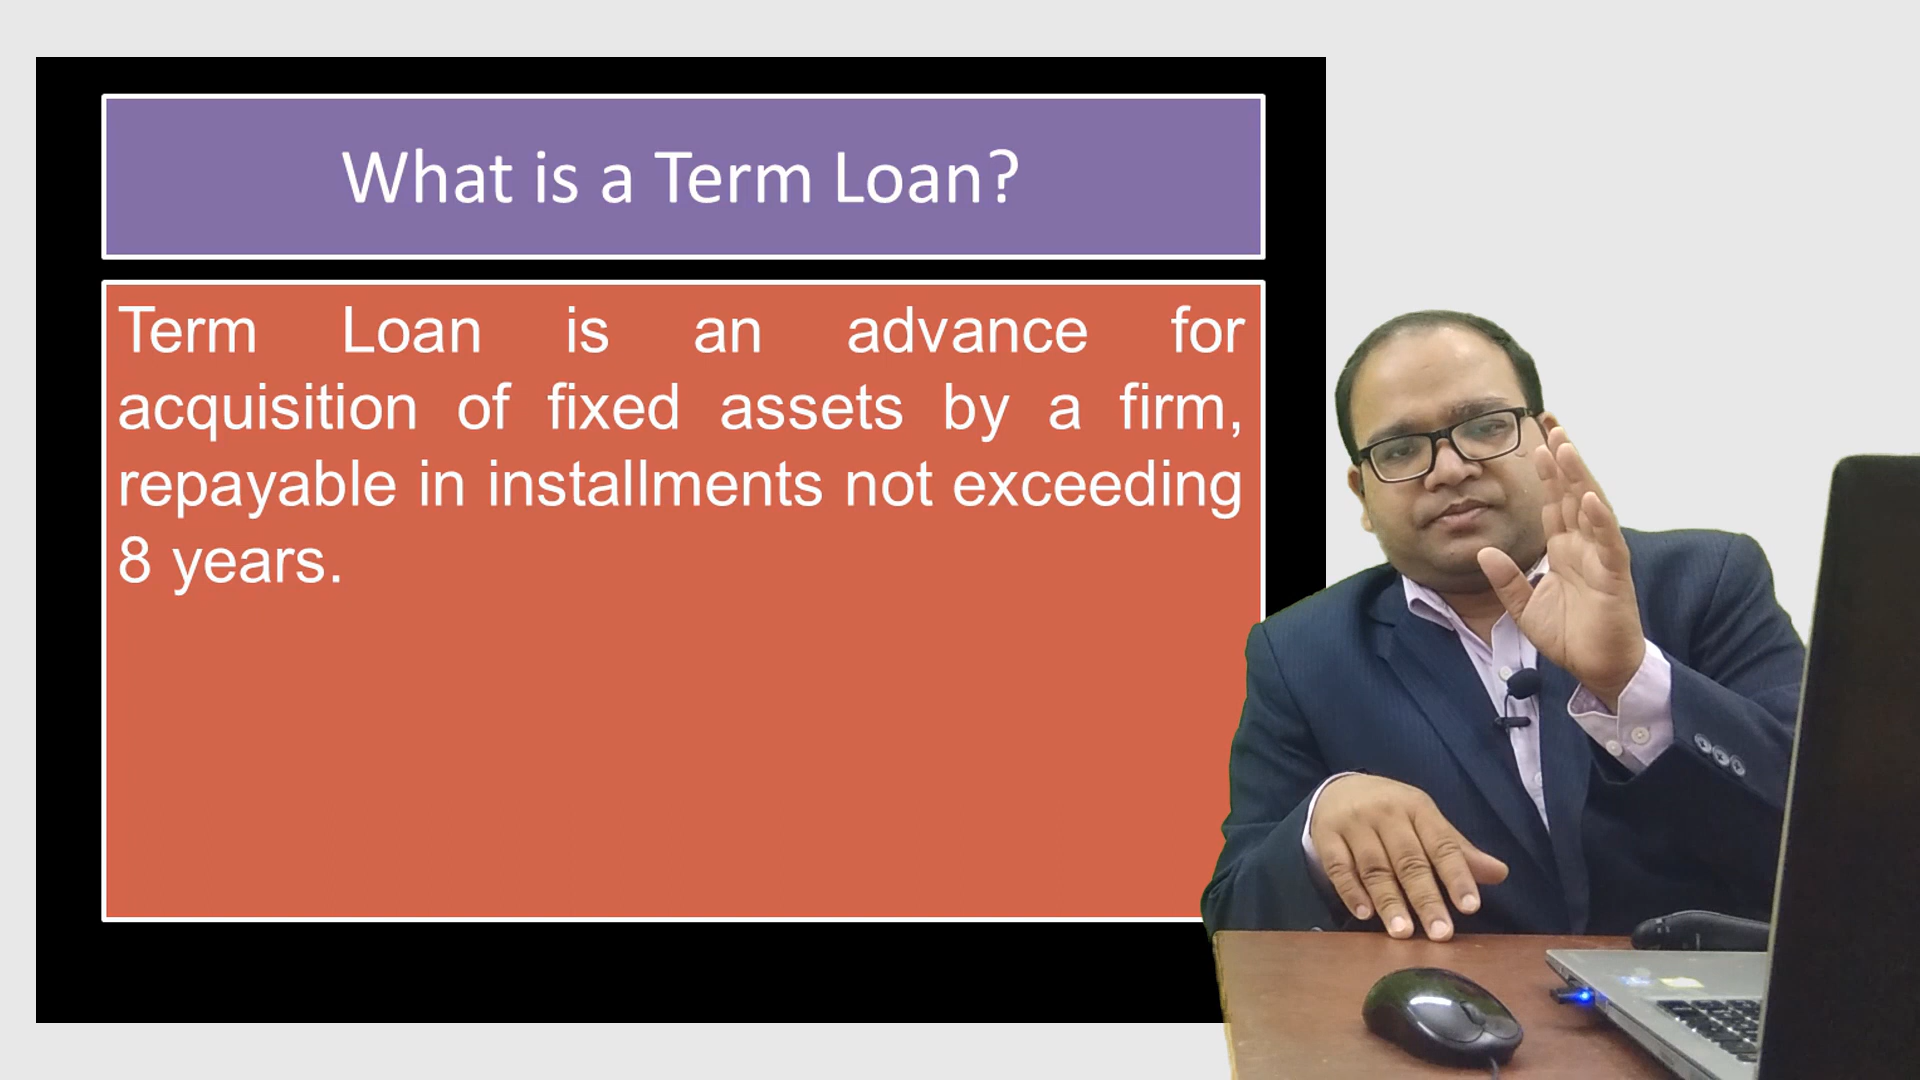 What is a Term Loan?
Term Loan is an advance for
acquisition of fixed assets by a firm,
repayable in installments not exceeding
8 years.